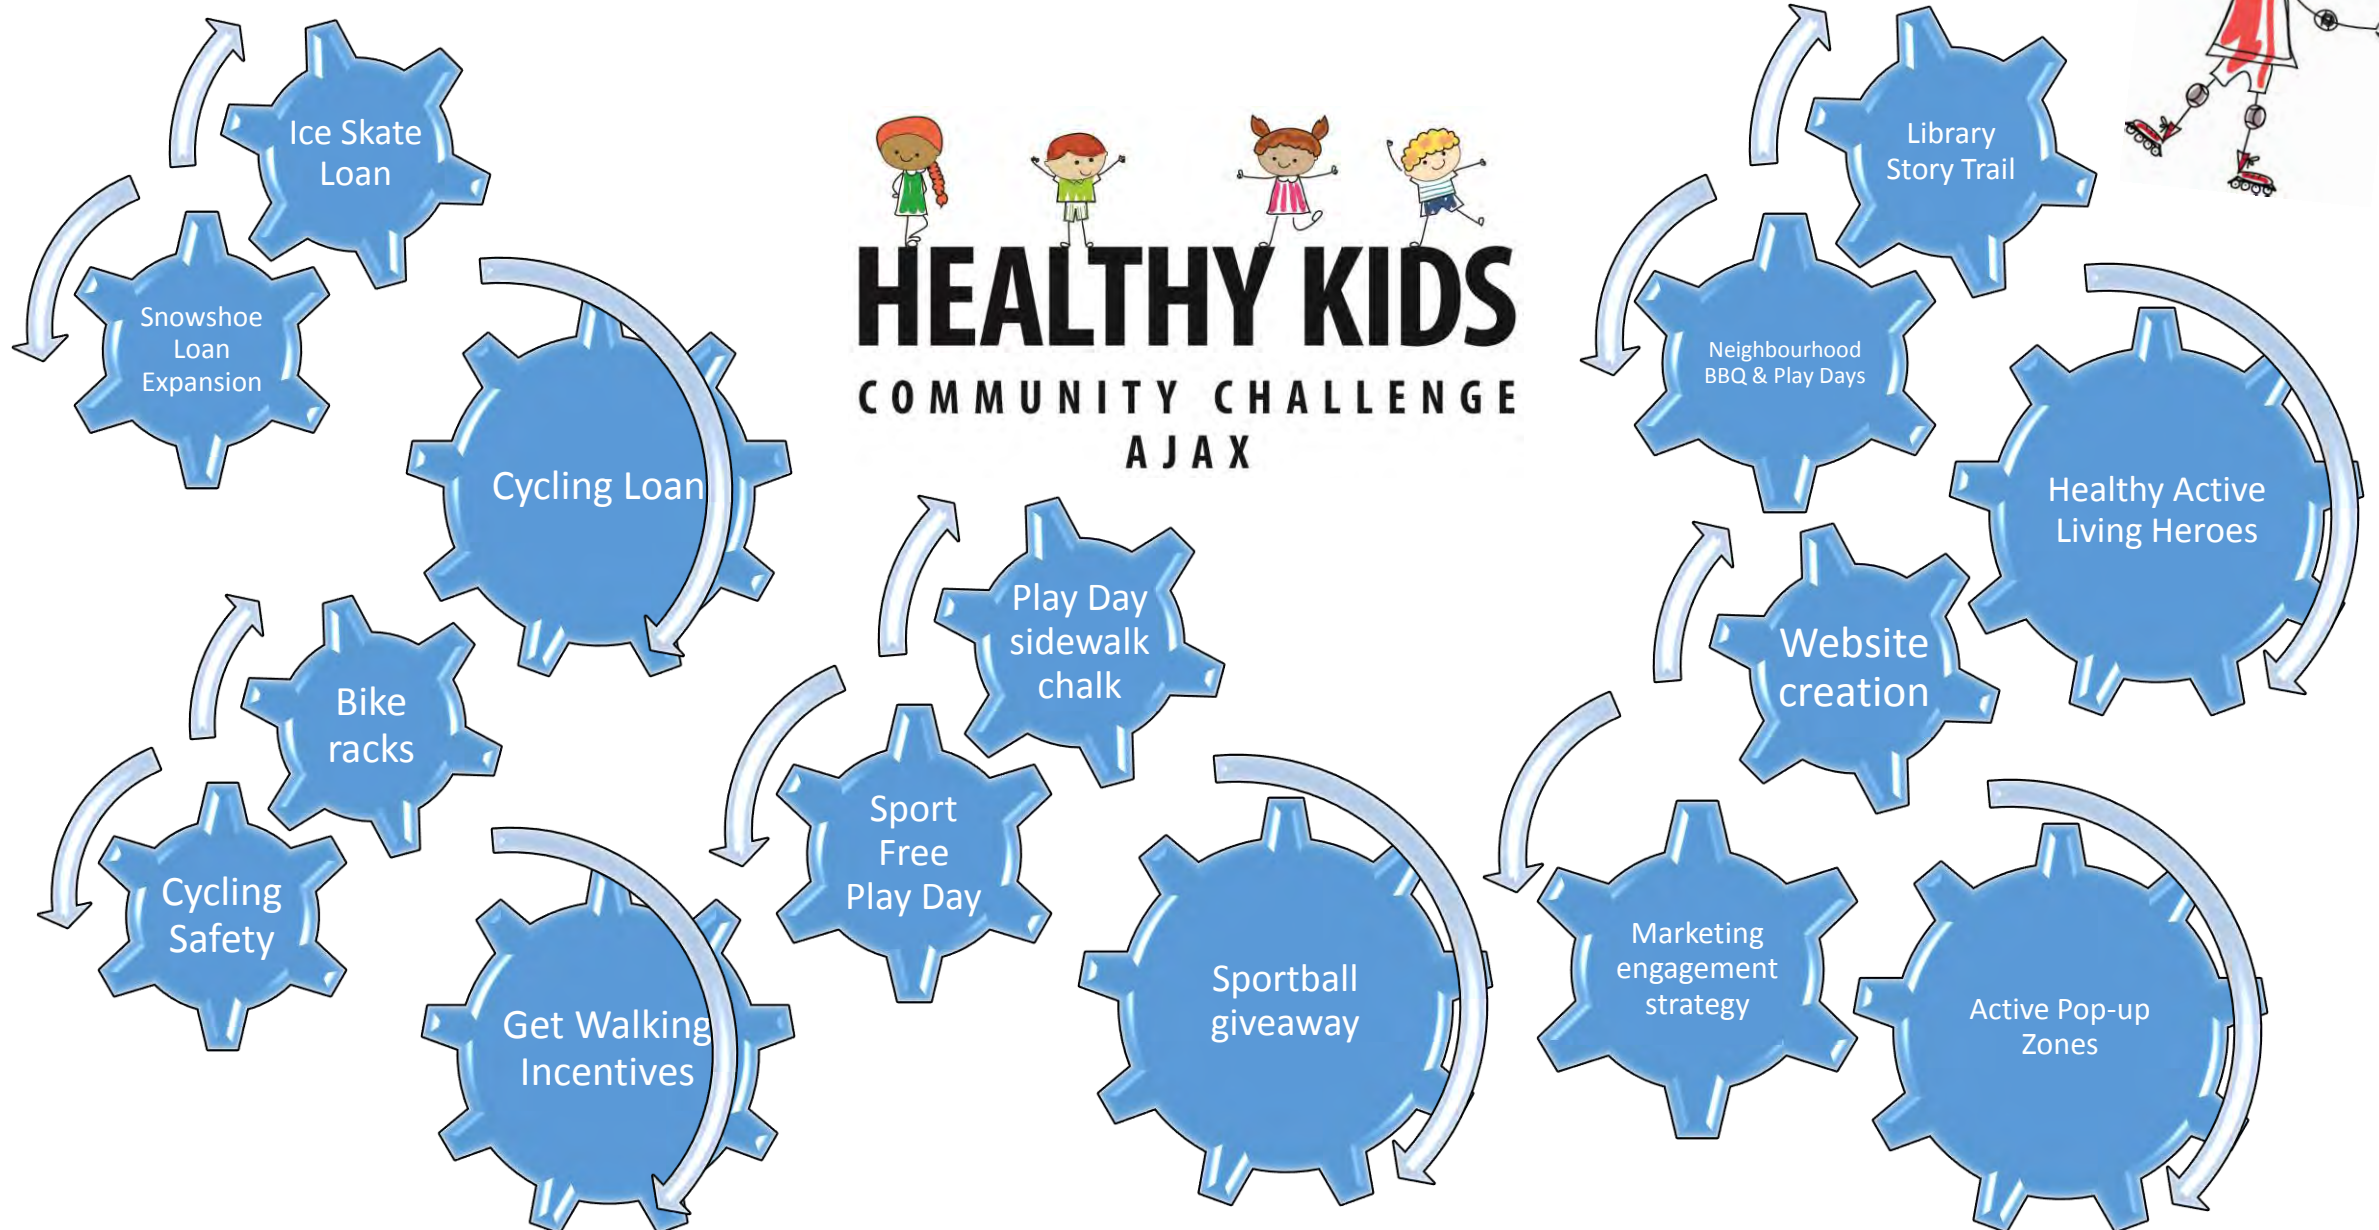 Ice Skate
Loan
Snowshoe
Loan
Expansion
Cycling Loan
Bike
racks
Cycling
Safety
Get Walking
Incentives
HEALTHY KIDS
COMMUNITY CHALLENGE
AJAX
Play Day
sidewalk
chalk
Sport
Free
Play Day
Sportball
giveaway
Library
Story Trail
Neighbourhood
BBQ & Play Days
Healthy Active
Living Heroes
Website
creation
Marketing
engagement
strategy
Active Pop-up
Zones